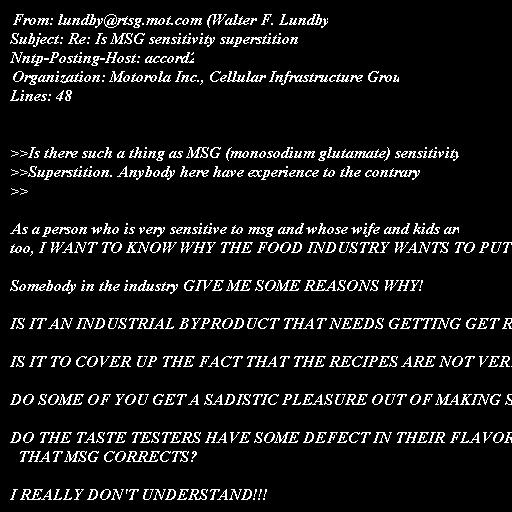 From: lundby@rtsg.mot.com (Walter F. Lundby
Subject: Re: Is MSG sensitivity superstition
Nntp-Posting-Host: accord2
Organization: Motorola Inc., Cellular Infrastructure Grou
Lines: 48
>>Is there such a thing as MSG (monosodium glutamate) sensitivity
>>Superstition. Anybody here have experience to the contrary
>>
As a person who is very sensitive to msg and whose wife and kids ar
too, I WANT TO KNOW WHY THE FOOD INDUSTRY WANTS TO PUT
Somebody in the industry GIVE ME SOME REASONS WHY!
IS IT AN INDUSTRIAL BYPRODUCT THAT NEEDS GETTING GET R
IS IT TO COVER UP THE FACT THAT THE RECIPES ARE NOT VER
DO SOME OF YOU GET A SADISTIC PLEASURE OUT OF MAKING S
DO THE TASTE TESTERS HAVE SOME DEFECT IN THEIR FLAVOR
THAT MSG CORRECTS?
I REALLY DON'T UNDERSTAND!!!